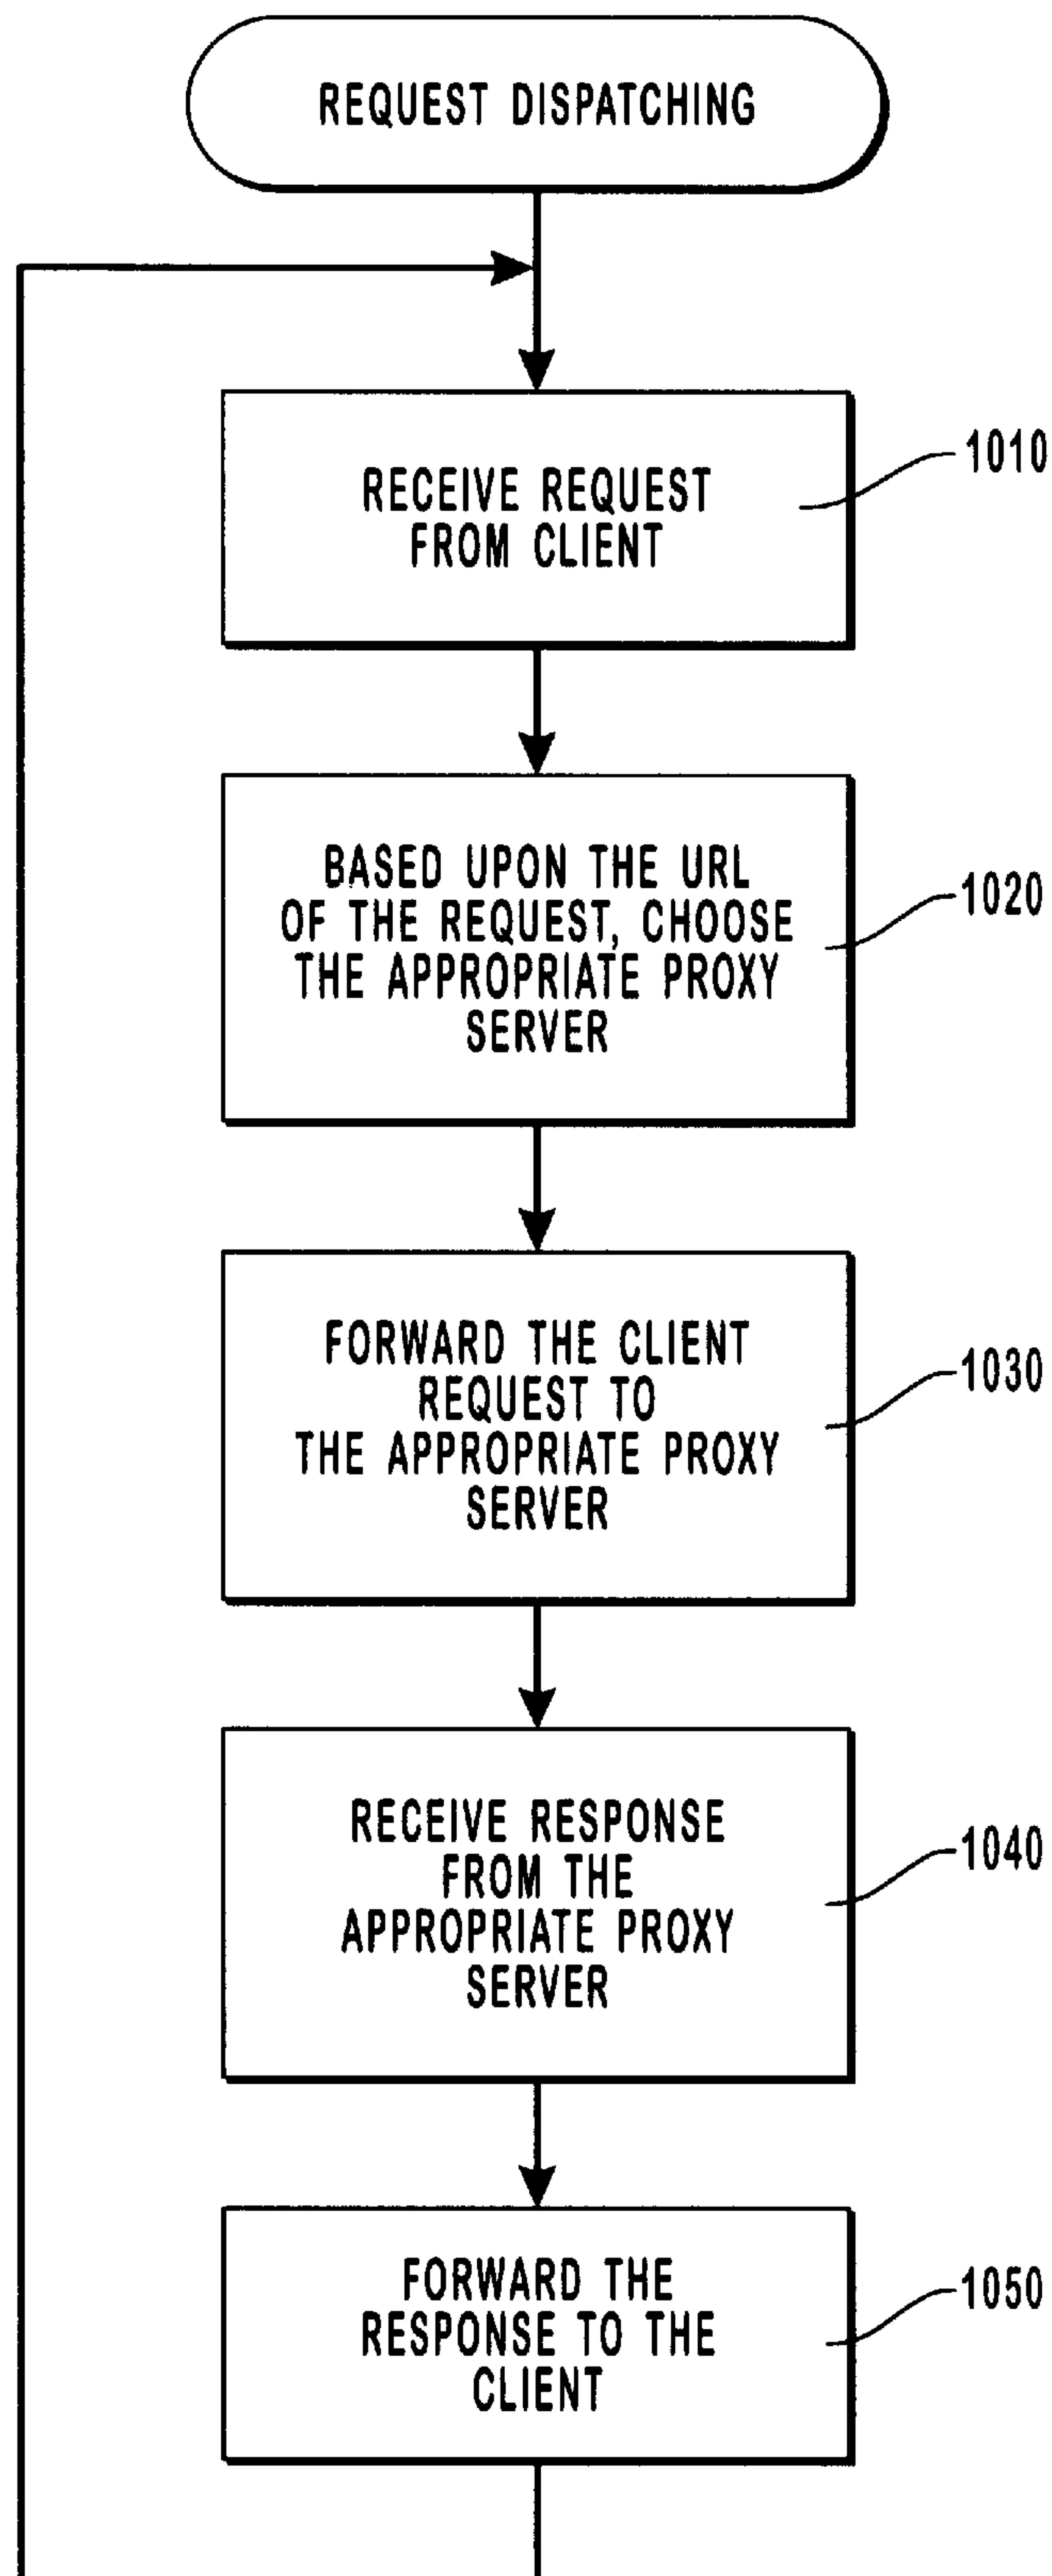 REQUEST DISPATCHING
RECEIVE REQUEST
FROM CLIENT
1010
BASED UPON THE URL
OF THE REQUEST, CHOOSE
THE APPROPRIATE PROXY
SERVER
1020
FORWARD THE CLIENT
REQUEST TO
THE APPROPRIATE PROXY
SERVER
1030
RECEIVE RESPONSE
FROM THE
APPROPRIATE PROXY
SERVER
1040
FORWARD THE
RESPONSE TO THE
CLIENT
1050